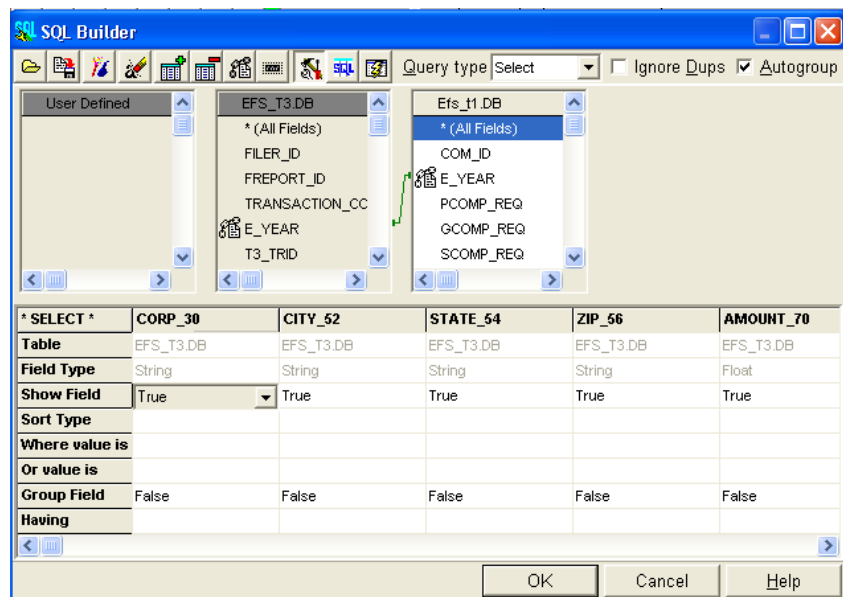 SQL Builder
SQL Query type Select Ignore Dups Autogroup
User Defined EFS_T3.DB Efs_t1.DB
* (All Fields) * (All Fields)
FILER_ID COM_ID
FREPORT_ID E_YEAR
TRANSACTION_CC PCOMP_REQ
E_YEAR GCOMP_REQ
T3_TRID SCOMP_REQ
* SELECT * CORP_30 CITY_52 STATE_54 ZIP_56 AMOUNT_70
Table EFS_T3.DB EFS_T3.DB EFS_T3.DB EFS_T3.DB EFS_T3.DB
Field Type String String String String Float
Show Field True True True True True
Sort Type
Where value is
Or value is
Group Field False False False False False
Having
OK Cancel Help